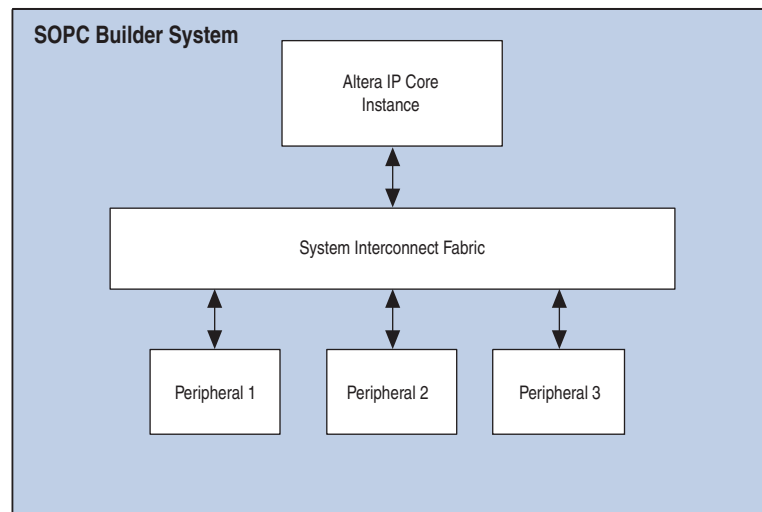 SOPC Builder System
Altera IP Core
Instance
System Interconnect Fabric
Peripheral 1
Peripheral 2
Peripheral 3